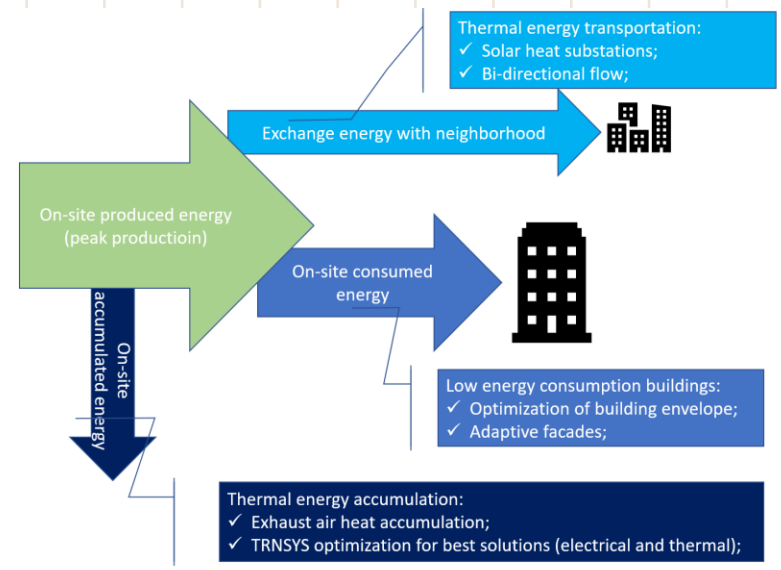 Thermal energy transportation:
✓ Solar heat substations;
✓ Bi-directional flow;
Exchange energy with neighborhood
On-site produced energy
(peak productioin)
On-site consumed
energy
On-site
accumulated energy
Low energy consumption buildings:
✓ Optimization of building envelope;
✓ Adaptive facades;
Thermal energy accumulation:
✓ Exhaust air heat accumulation;
✓ TRNSYS optimization for best solutions (electrical and thermal);